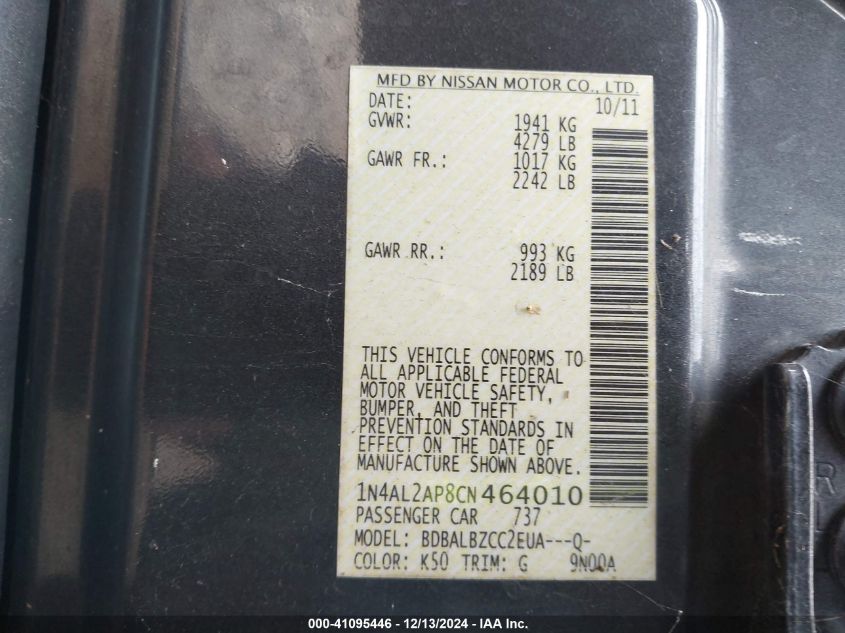 MFD BY NISSAN MOTOR CO., LTD.
DATE: 10/11
GVWR: 1941 KG
4279 LB
GAWR FR.: 1017 KG
2242 LB
GAWR RR.: 993 KG
2189 LB
THIS VEHICLE CONFORMS TO
ALL APPLICABLE FEDERAL
MOTOR VEHICLE SAFETY,
BUMPER, AND THEFT
PREVENTION STANDARDS IN
EFFECT ON THE DATE OF
MANUFACTURE SHOWN ABOVE.
1N4AL2AP8CN464010
PASSENGER CAR 737
MODEL: BDBALBZCC2EUA---Q-
COLOR: K50 TRIM: G 9N00A
R
000-41095446 - 12/13/2024 - IAA Inc.